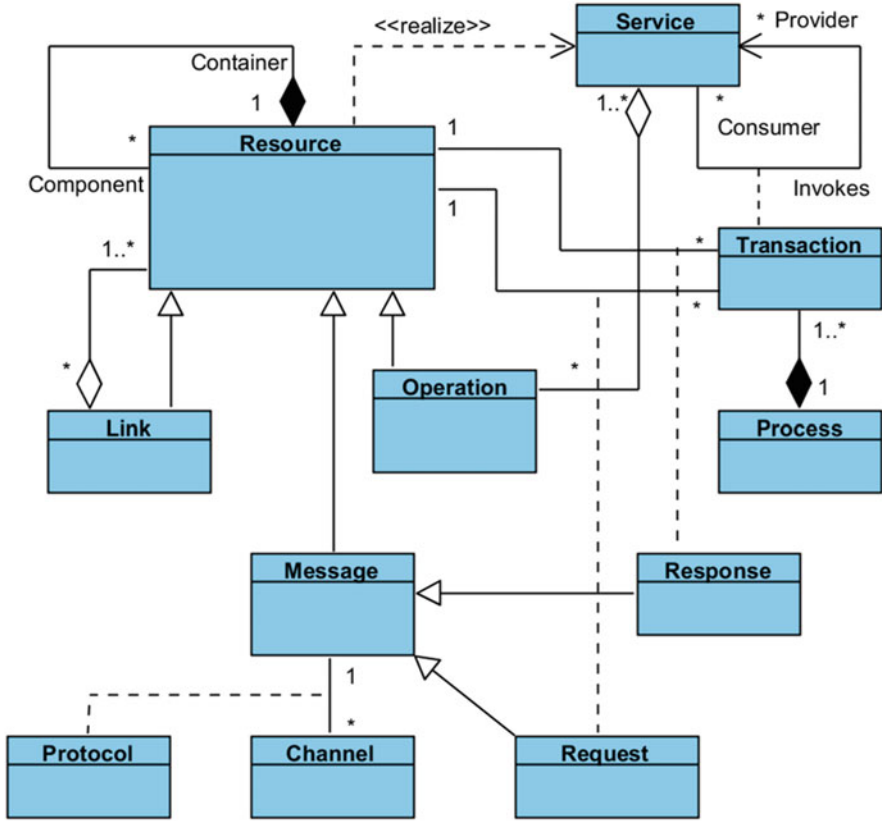 <<realize>>
Service
* Provider
Container
1
1..*
*
Consumer
Invokes
*
Component
Resource
1
1
1..*
*
*
Transaction
1..*
1
*
Link
Operation
*
Process
Message
Response
1
*
Protocol
Channel
Request